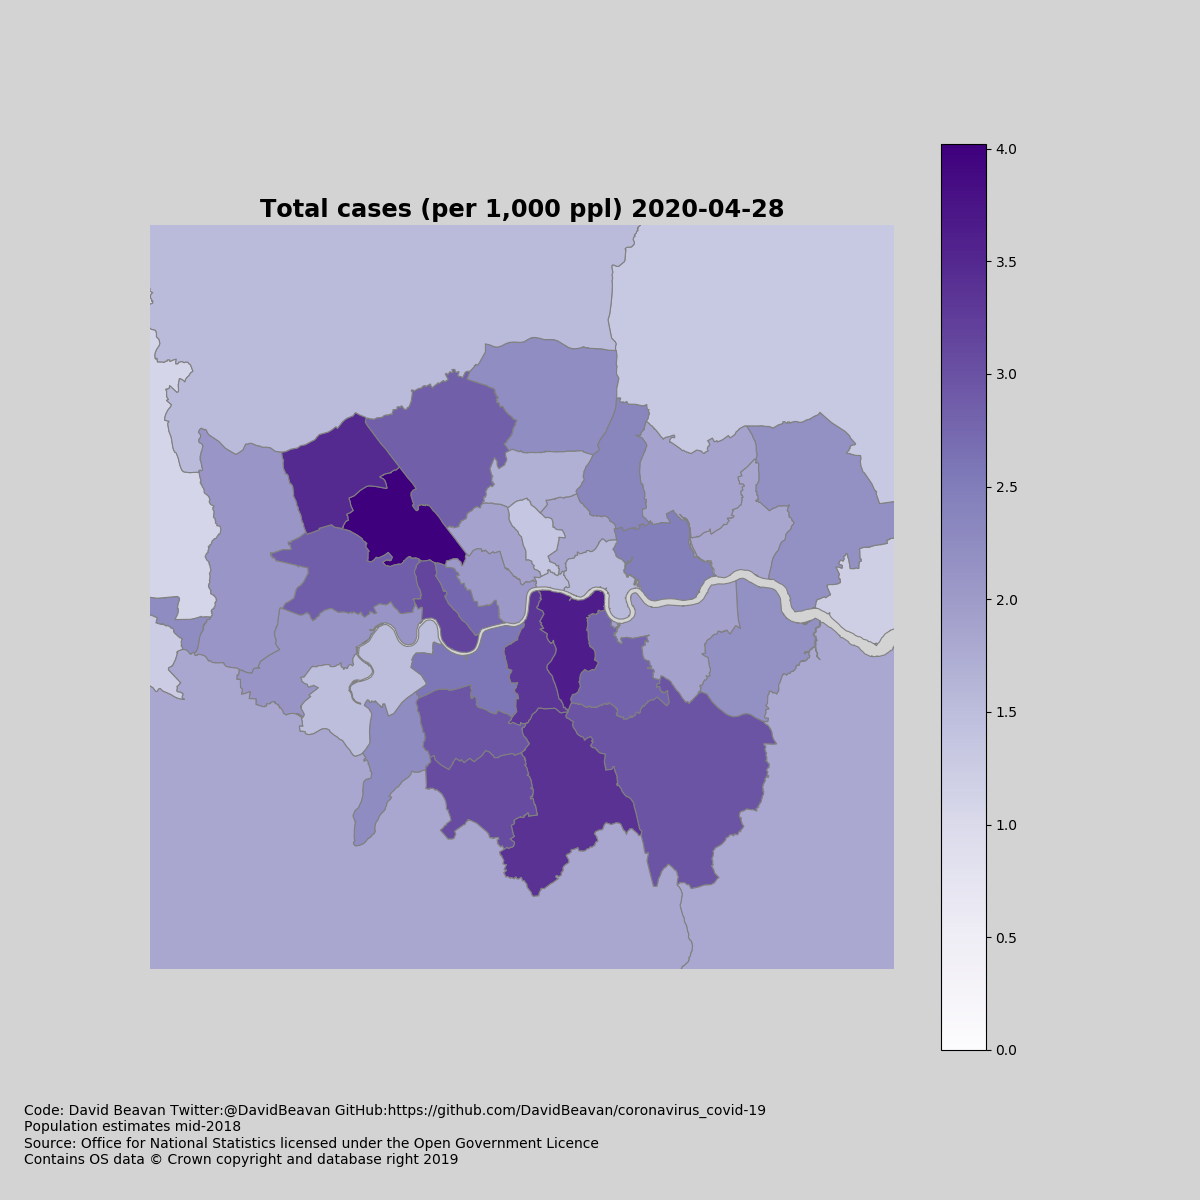 Total cases (per 1,000 ppl) 2020-04-28
4.0
3.5
3.0
2.5
2.0
1.5
1.0
0.5
0.0
Code: David Beavan Twitter:@DavidBeavan GitHub:https://github.com/DavidBeavan/coronavirus_covid-19
Population estimates mid-2018
Source: Office for National Statistics licensed under the Open Government Licence
Contains OS data © Crown copyright and database right 2019